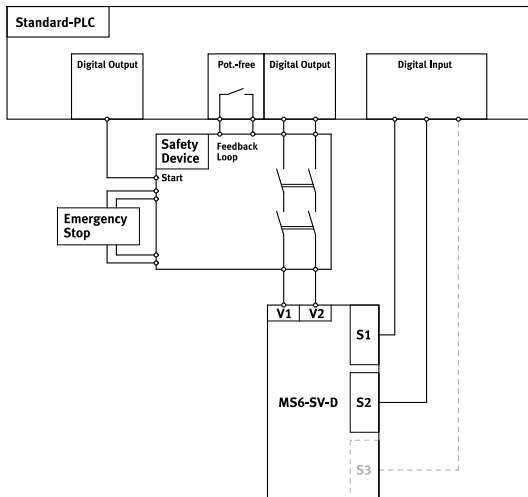 Standard-PLC
Digital Output
Pot.-free
Digital Output
Digital Input
Safety
Device
Feedback
Loop
Start
Emergency
Stop
V1
V2
S1
MS6-SV-D
S2
S3